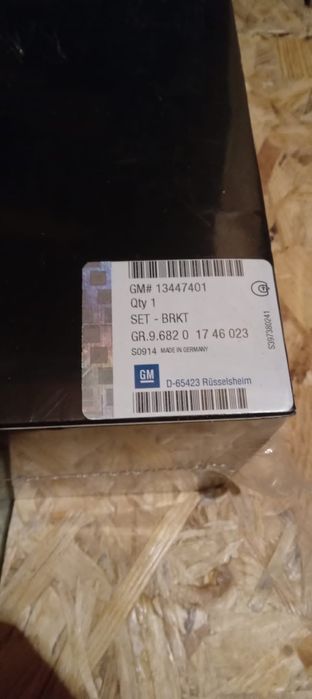 GM# 13447401
Qty 1
SET - BRKT
GR.9.682 0 17 46 023
S0914 MADE IN GERMANY
GM
D-65423 Rüsselsheim
S397380241